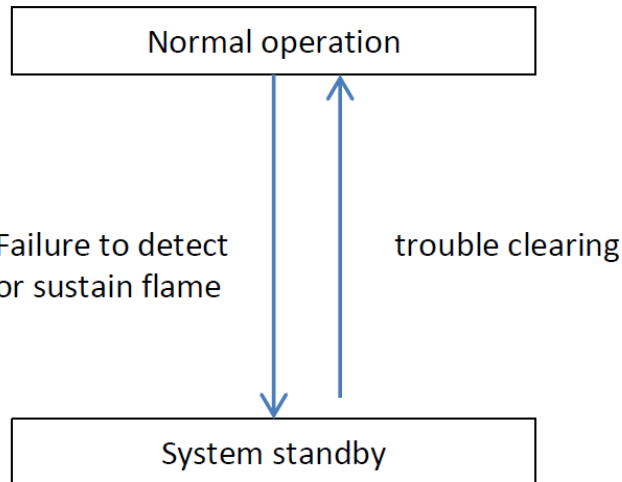 Normal operation
Failure to detect
or sustain flame
trouble clearing
System standby